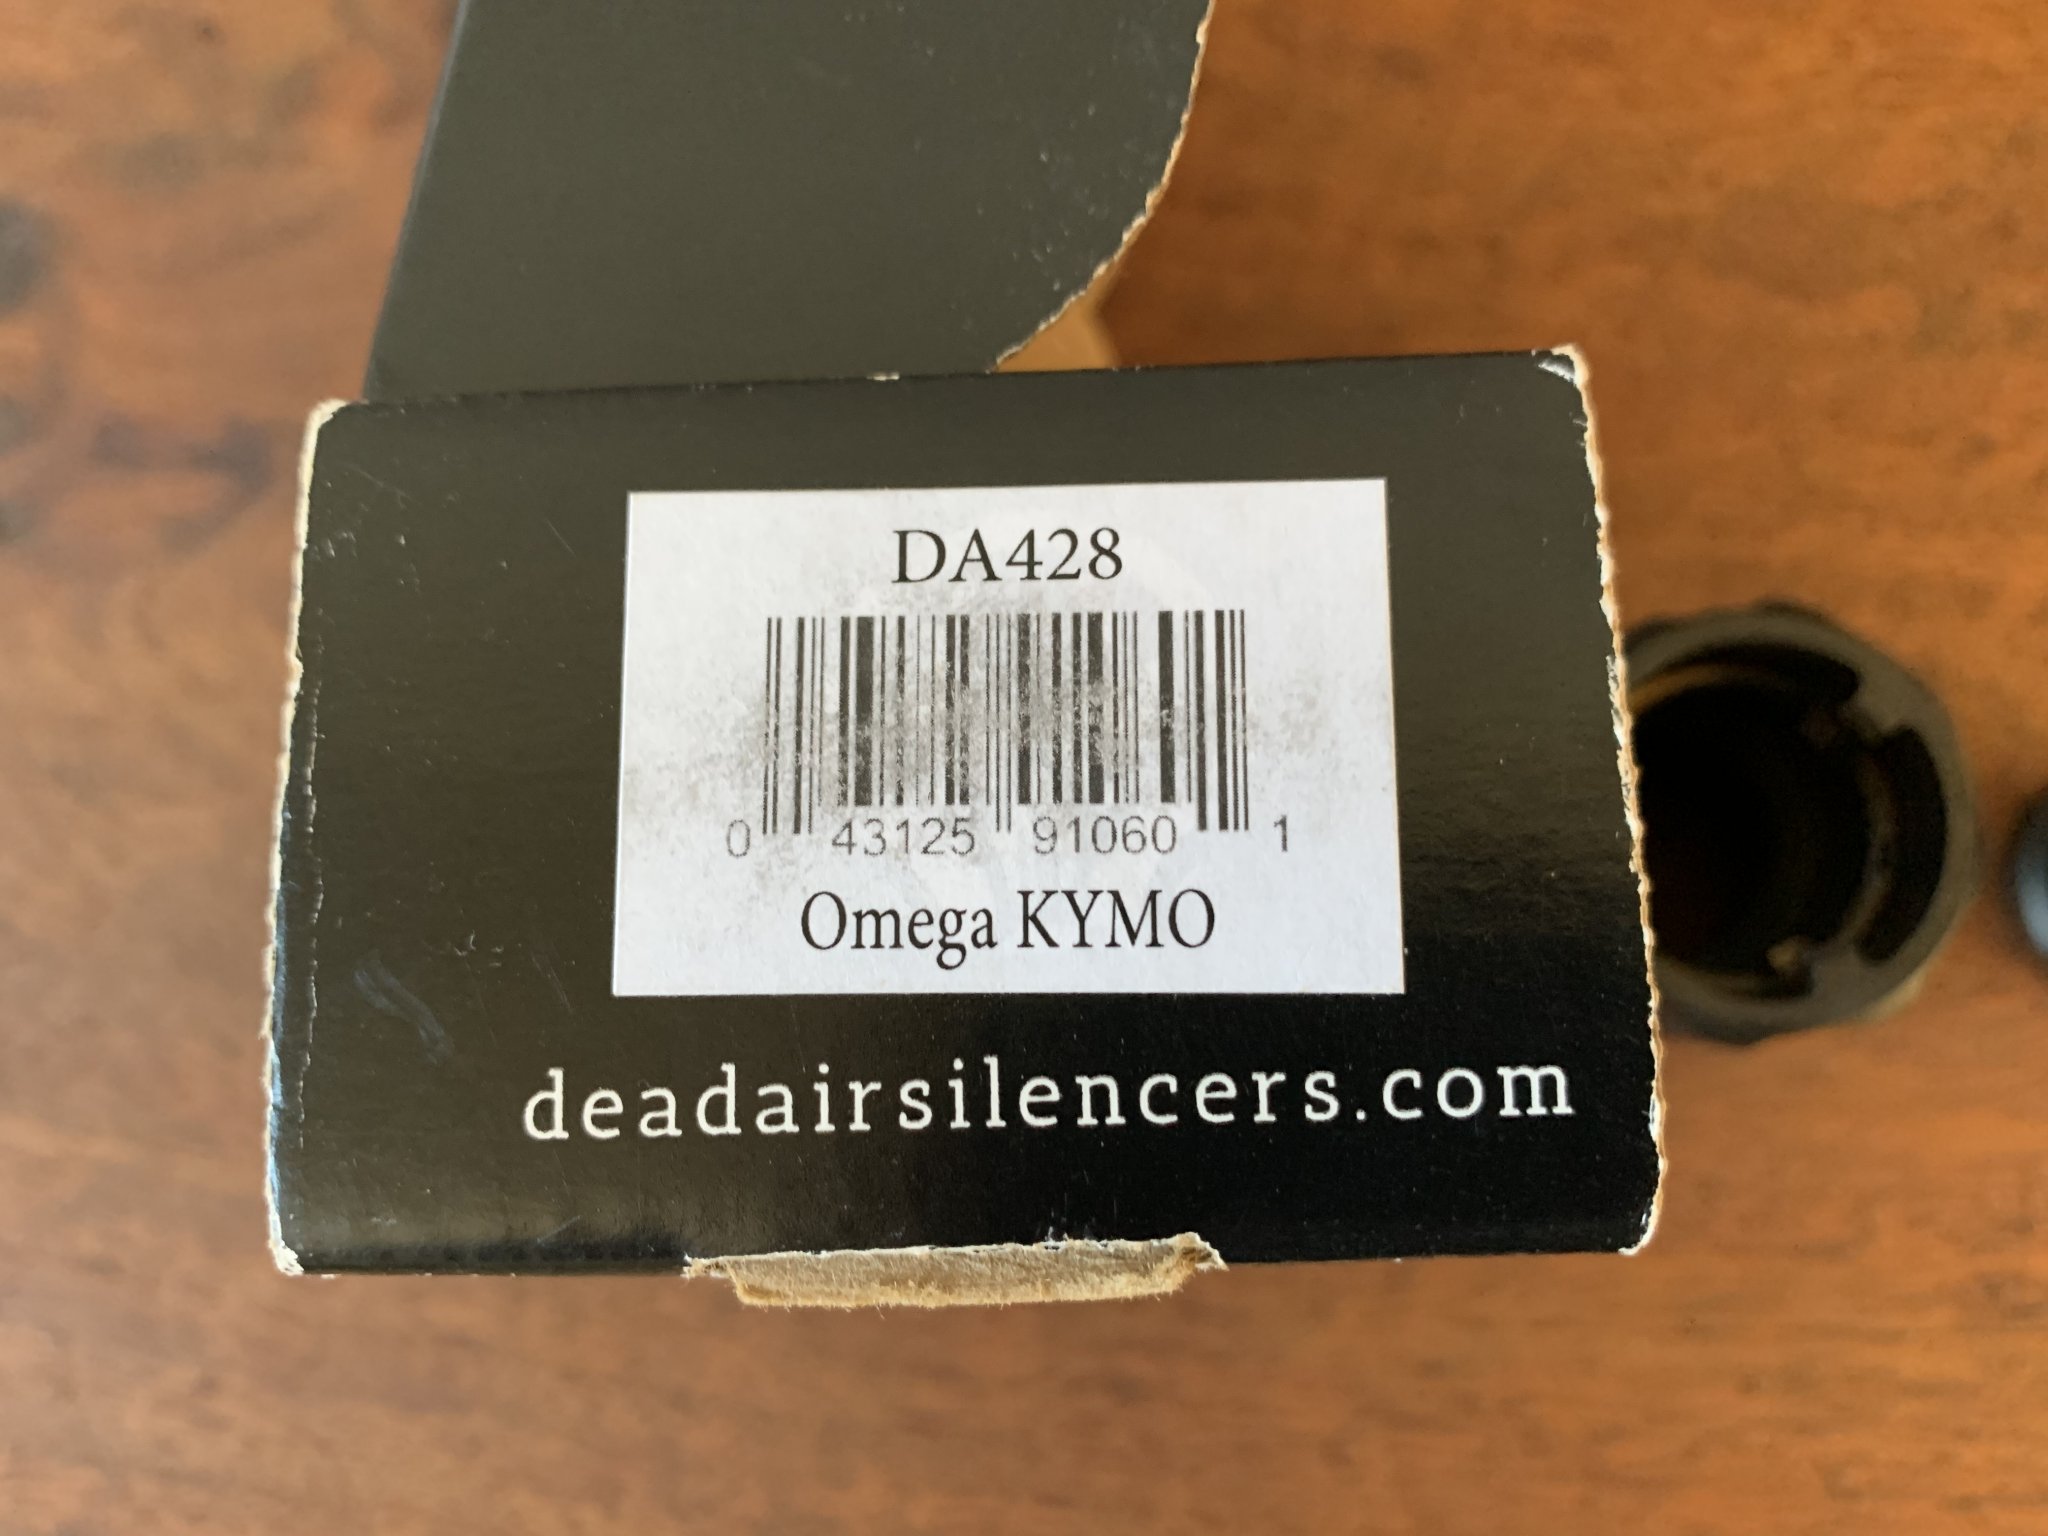 DA428
0 43125 91060 1
Omega KYMO
deadairsilencers.com